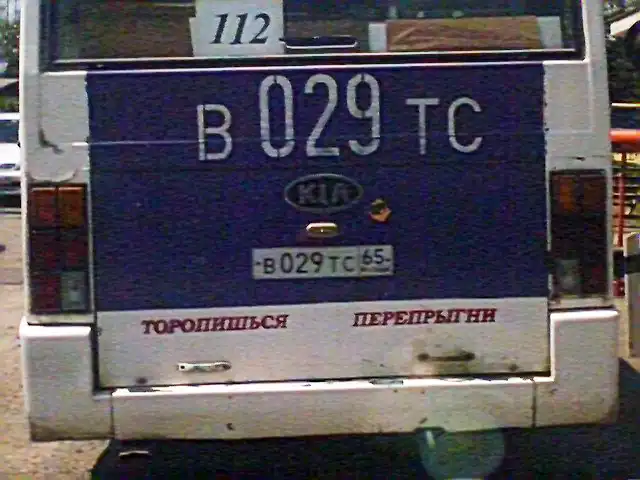 112
В 029 ТС
KIA
В 029 ТС 65
ТОРОПИШЬСЯ ПЕРЕПРЫГНИ